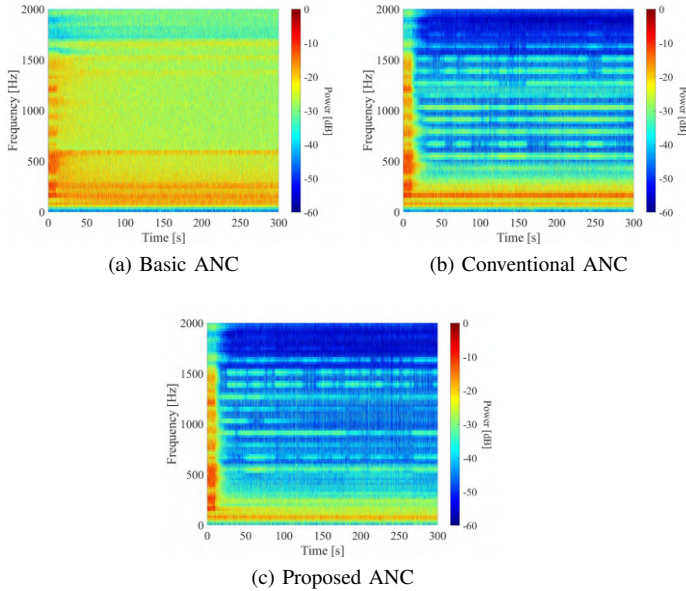 2000
1500
1000
500
0
Frequency [Hz]
0 50 100 150 200 250 300
Time [s]
0
-10
-20
-30
-40
-50
-60
Power [dB]
(a) Basic ANC
2000
1500
1000
500
0
Frequency [Hz]
0 50 100 150 200 250 300
Time [s]
0
-10
-20
-30
-40
-50
-60
Power [dB]
(b) Conventional ANC
2000
1500
1000
500
0
Frequency [Hz]
0 50 100 150 200 250 300
Time [s]
0
-10
-20
-30
-40
-50
-60
Power [dB]
(c) Proposed ANC